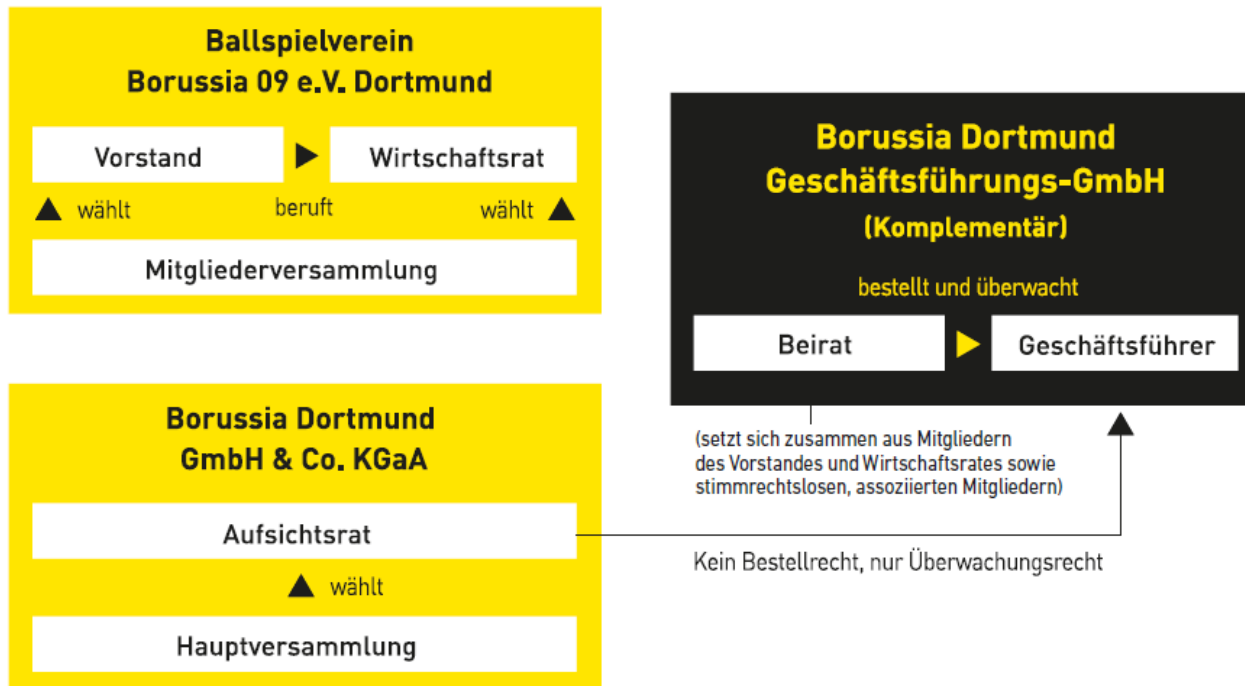 Ballspielverein
Borussia 09 e.V. Dortmund
Vorstand
Wirtschaftsrat
wählt
beruft
wählt
Mitgliederversammlung
Borussia Dortmund
Geschäftsführungs-GmbH
(Komplementär)
bestellt und überwacht
Beirat
Geschäftsführer
(setzt sich zusammen aus Mitgliedern
des Vorstandes und Wirtschaftsrates sowie
stimmrechtslosen, assoziierten Mitgliedern)
Borussia Dortmund
GmbH & Co. KGaA
Aufsichtsrat
Kein Bestellrecht, nur Überwachungsrecht
wählt
Hauptversammlung